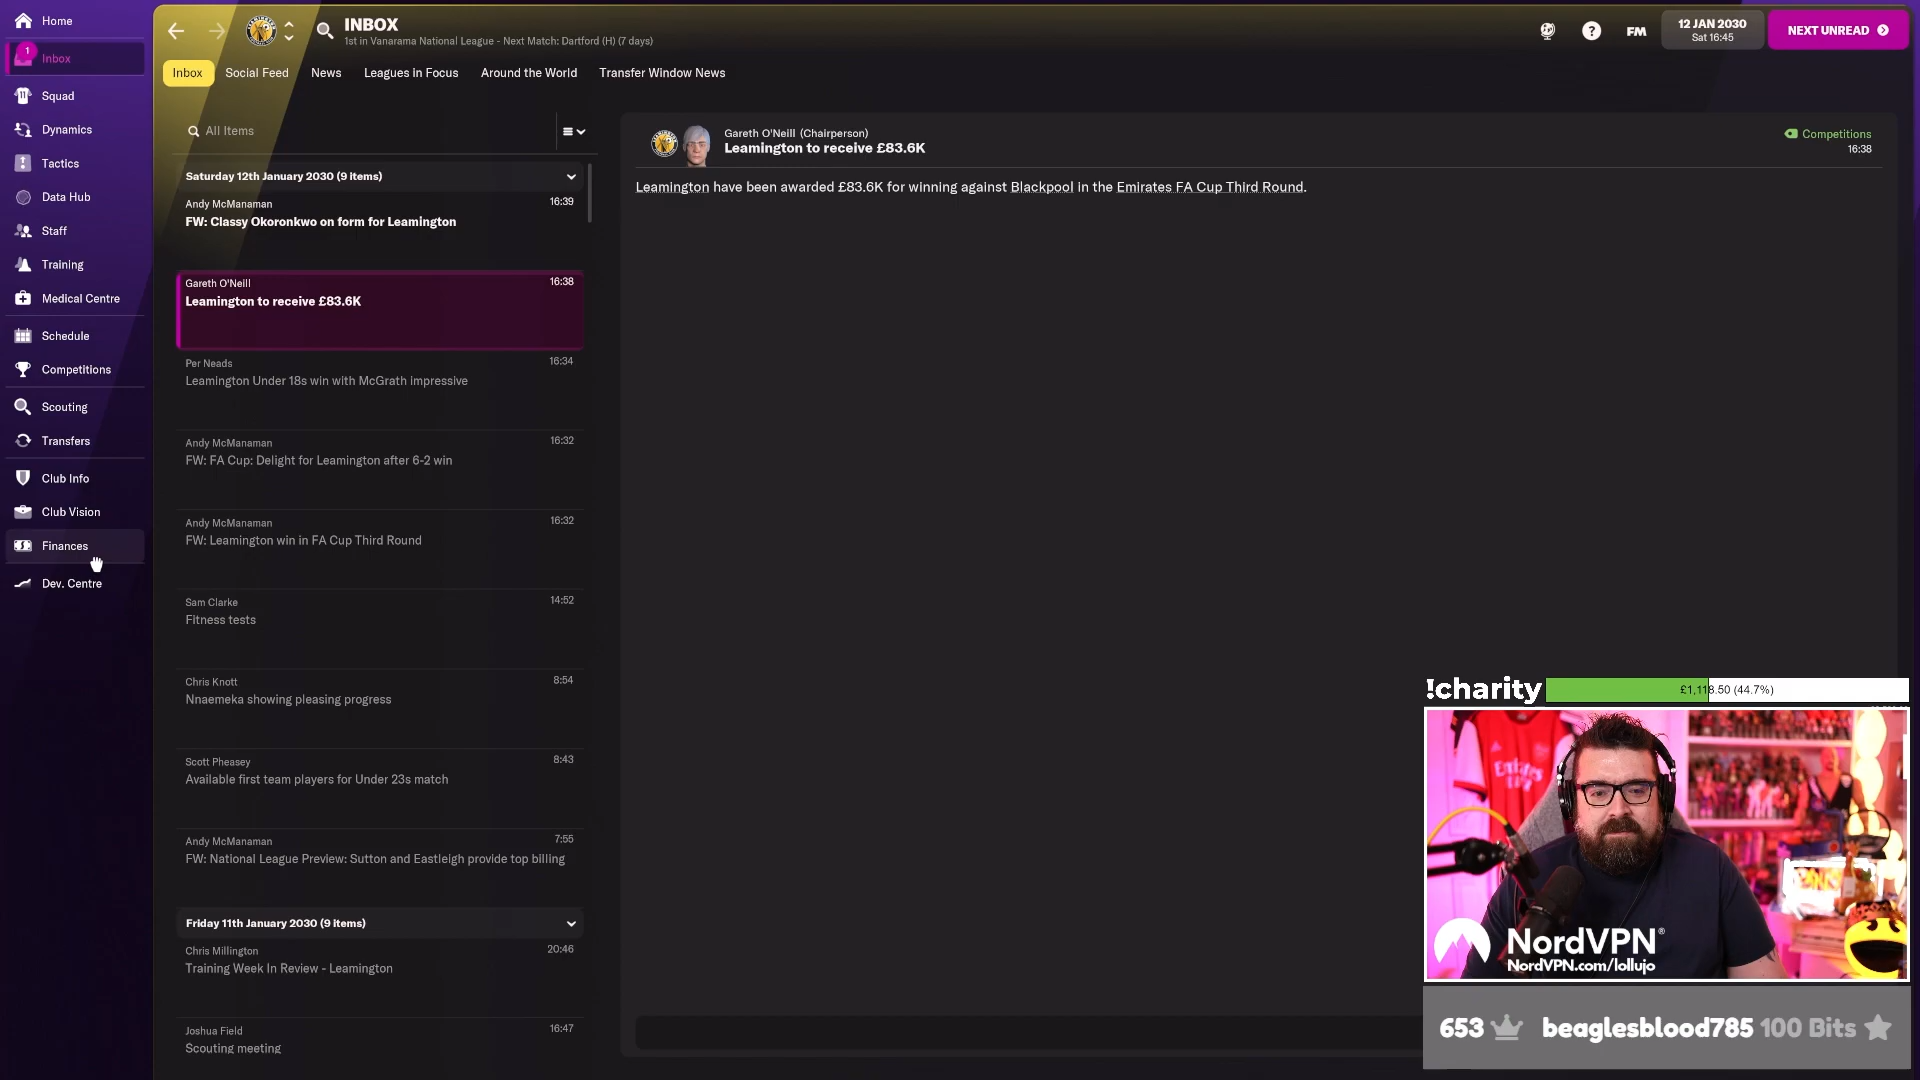 Home
1
Inbox
Squad
Dynamics
Tactics
Data Hub
Staff
Training
Medical Centre
Schedule
Competitions
Scouting
Transfers
Club Info
Club Vision
Finances
Dev. Centre
INBOX
1st in Vanarama National League - Next Match: Dartford (H) (7 days)
?
FM
12 JAN 2030
Sat 16:45
NEXT UNREAD
Inbox
Social Feed
News
Leagues in Focus
Around the World
Transfer Window News
All Items
Saturday 12th January 2030 (9 items)
Andy McManaman 16:39
FW: Classy Okoronkwo on form for Leamington
Gareth O'Neill 16:38
Leamington to receive £83.6K
Per Neads 16:34
Leamington Under 18s win with McGrath impressive
Andy McManaman 16:32
FW: FA Cup: Delight for Leamington after 6-2 win
Andy McManaman 16:32
FW: Leamington win in FA Cup Third Round
Sam Clarke 14:52
Fitness tests
Chris Knott 8:54
Nnaemeka showing pleasing progress
Scott Pheasey 8:43
Available first team players for Under 23s match
Andy McManaman 7:55
FW: National League Preview: Sutton and Eastleigh provide top billing
Friday 11th January 2030 (9 items)
Chris Millington 20:46
Training Week In Review - Leamington
Joshua Field 16:47
Scouting meeting
Gareth O'Neill (Chairperson)
Leamington to receive £83.6K
Competitions
16:38
Leamington have been awarded £83.6K for winning against Blackpool in the Emirates FA Cup Third Round.
!charity £1,118.50 (44.7%)
Emirates
NordVPN®
NordVPN.com/lollujo
653 beaglesblood785 100 Bits